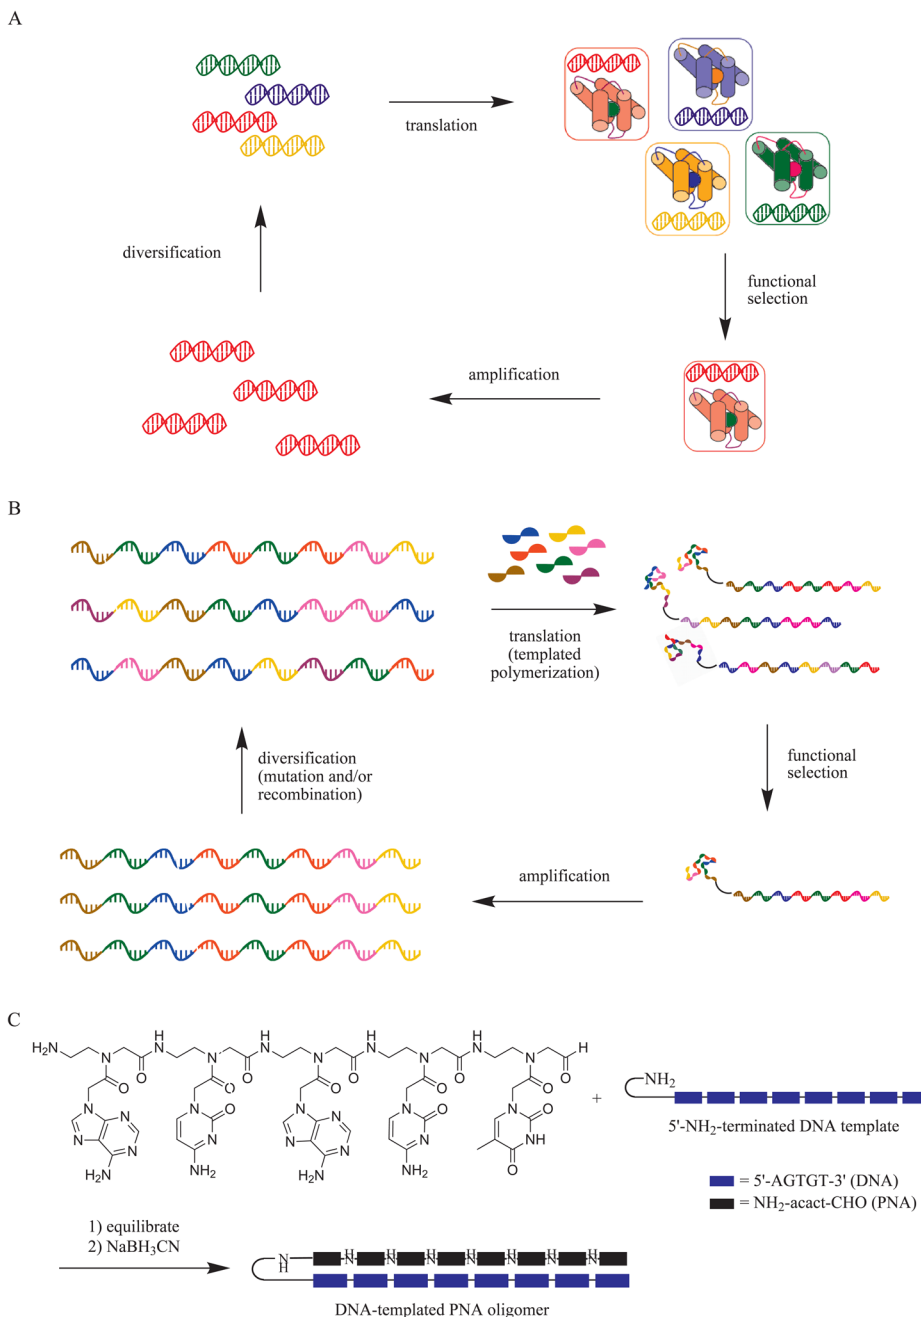 A
translation
diversification
functional
selection
amplification
B
translation
(templated
polymerization)
diversification
(mutation and/or
recombination)
functional
selection
amplification
C
H₂N
N
O
H
N
N
O
H
N
N
O
H
N
N
O
H
N
N
H
O
O
O
O
O
O
N
N
N
N
H₂N
N
O
N
NH₂
N
N
N
N
H₂N
N
O
N
NH₂
N
O
NH
O
+
NH₂
5'-NH₂-terminated DNA template
= 5'-AGTGT-3' (DNA)
= NH₂-acact-CHO (PNA)
1) equilibrate
2) NaBH₃CN
N
H
H
N
H
N
H
N
H
N
H
N
H
N
H
N
DNA-templated PNA oligomer